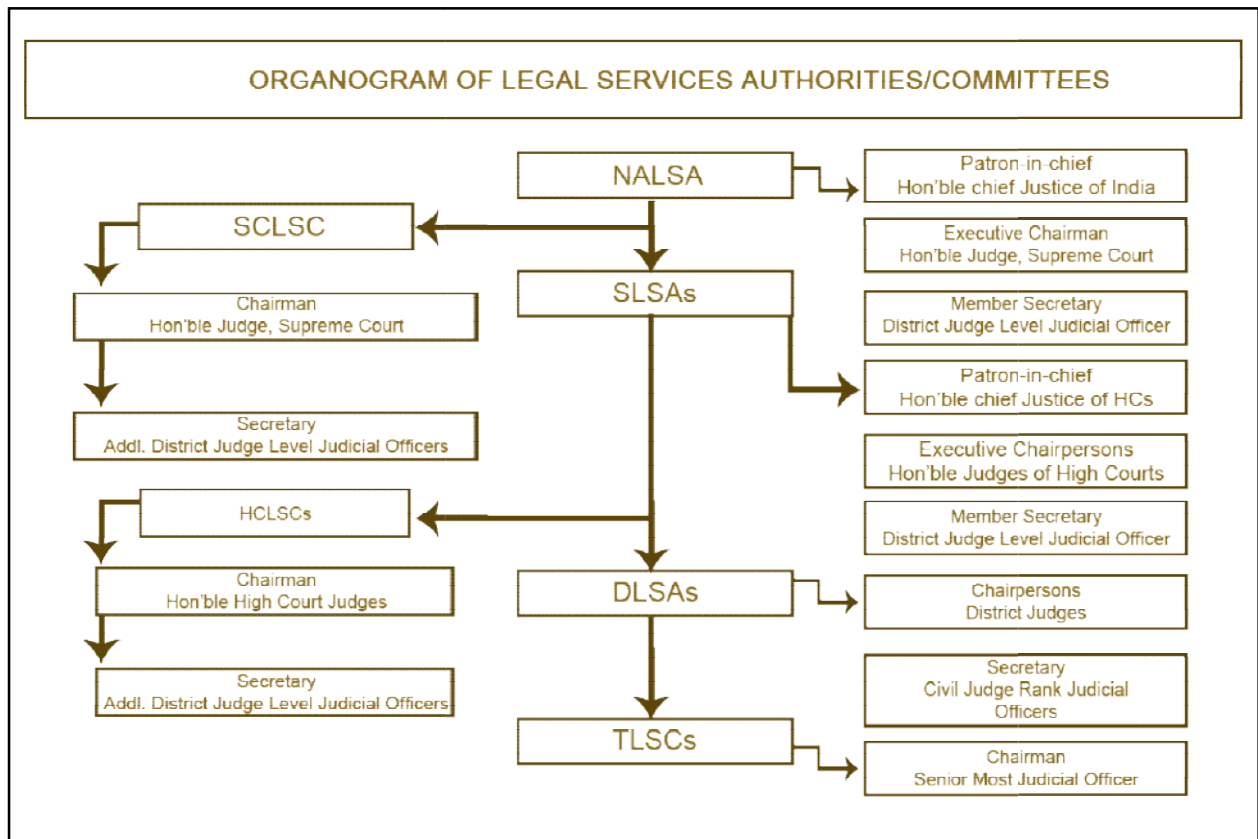 ORGANOGRAM OF LEGAL SERVICES AUTHORITIES/COMMITTEES
NALSA
Patron-in-chief
Hon'ble chief Justice of India
SCLSC
Executive Chairman
Hon'ble Judge, Supreme Court
SLSAs
Chairman
Hon'ble Judge, Supreme Court
Member Secretary
District Judge Level Judicial Officer
Patron-in-chief
Hon'ble chief Justice of HCs
Secretary
Addl. District Judge Level Judicial Officers
Executive Chairpersons
Hon'ble Judges of High Courts
HCLSCs
Member Secretary
District Judge Level Judicial Officer
Chairman
Hon'ble High Court Judges
DLSAs
Chairpersons
District Judges
Secretary
Addl. District Judge Level Judicial Officers
Secretary
Civil Judge Rank Judicial
Officers
TLSCs
Chairman
Senior Most Judicial Officer